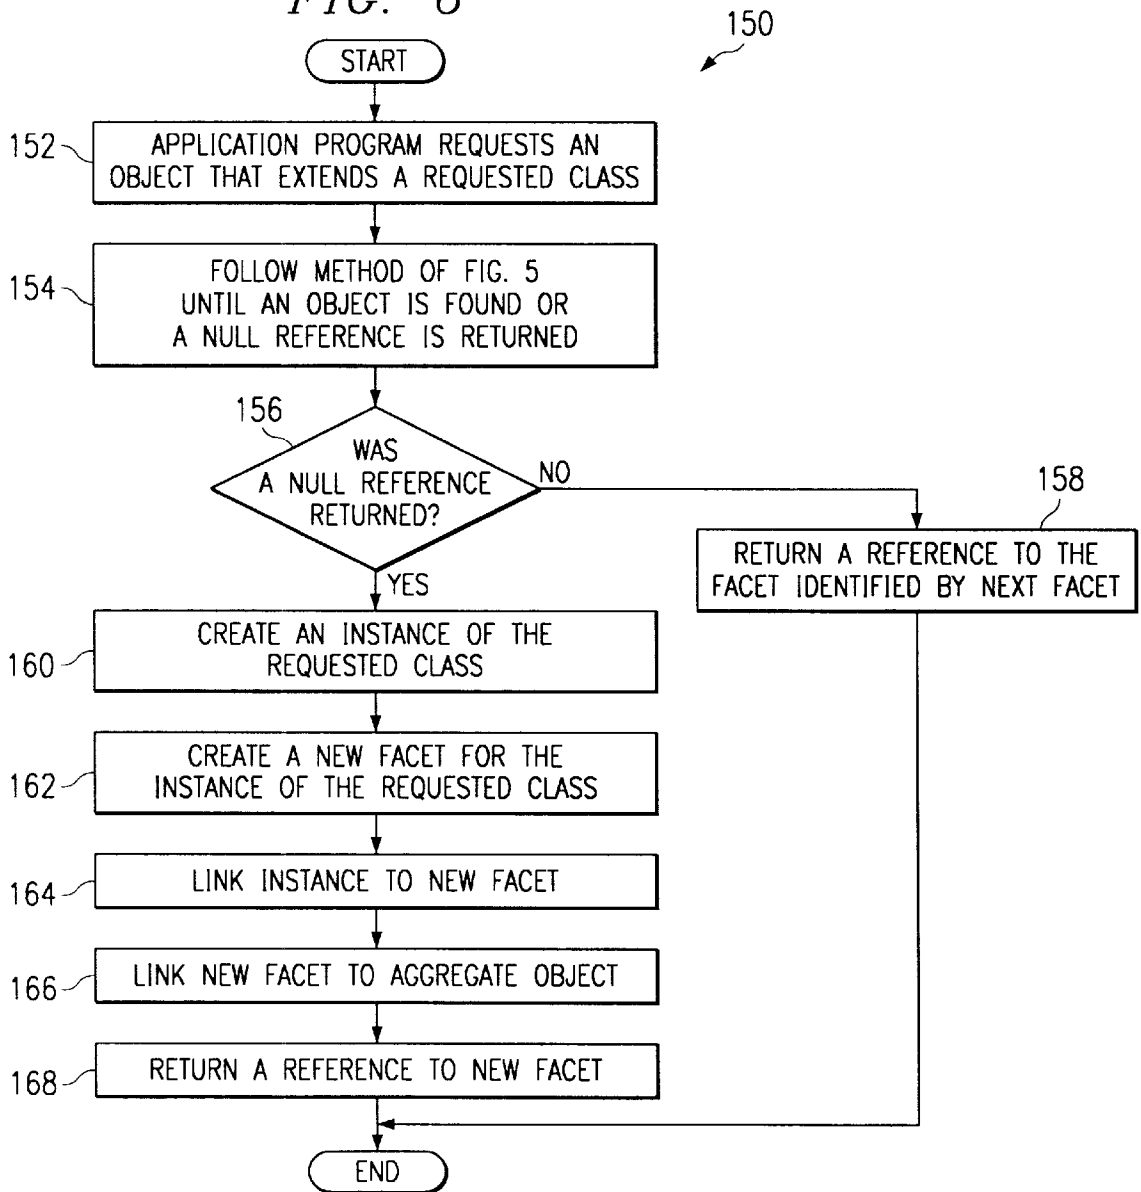 FIG. 6
150
START
152
APPLICATION PROGRAM REQUESTS AN
OBJECT THAT EXTENDS A REQUESTED CLASS
154
FOLLOW METHOD OF FIG. 5
UNTIL AN OBJECT IS FOUND OR
A NULL REFERENCE IS RETURNED
156
WAS
A NULL REFERENCE
RETURNED?
NO
YES
158
RETURN A REFERENCE TO THE
FACET IDENTIFIED BY NEXT FACET
160
CREATE AN INSTANCE OF THE
REQUESTED CLASS
162
CREATE A NEW FACET FOR THE
INSTANCE OF THE REQUESTED CLASS
164
LINK INSTANCE TO NEW FACET
166
LINK NEW FACET TO AGGREGATE OBJECT
168
RETURN A REFERENCE TO NEW FACET
END